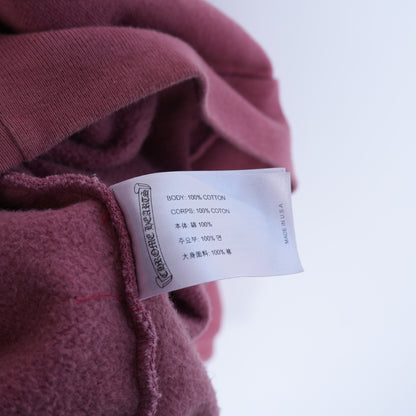 CHROME HEARTS
BODY: 100% COTTON
CORPS: 100% COTON
本体: 綿 100%
주요부: 100% 면
大身面料: 100% 棉
MADE IN U.S.A